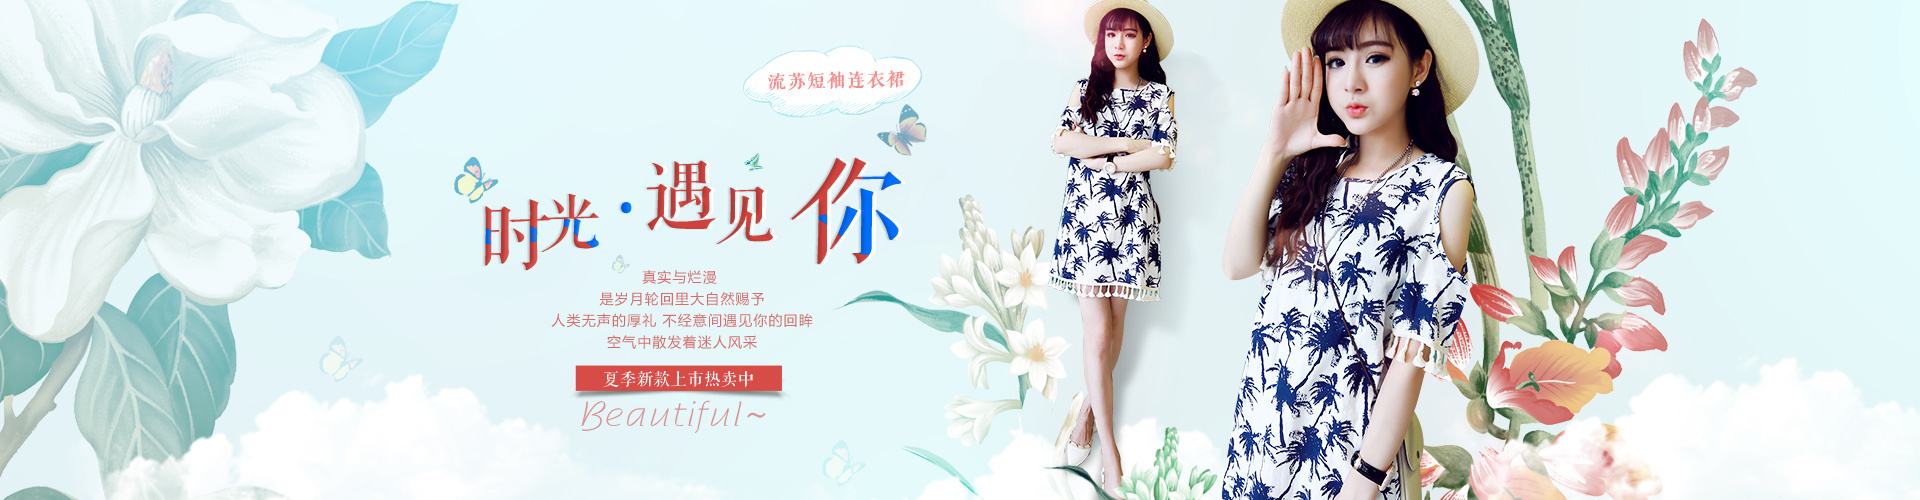 流苏短袖连衣裙
时光·遇见你
真实与烂漫
是岁月轮回里大自然赐予
人类无声的厚礼 不经意间遇见你的回眸
空气中散发着迷人风采
夏季新款上市热卖中
Beautiful~